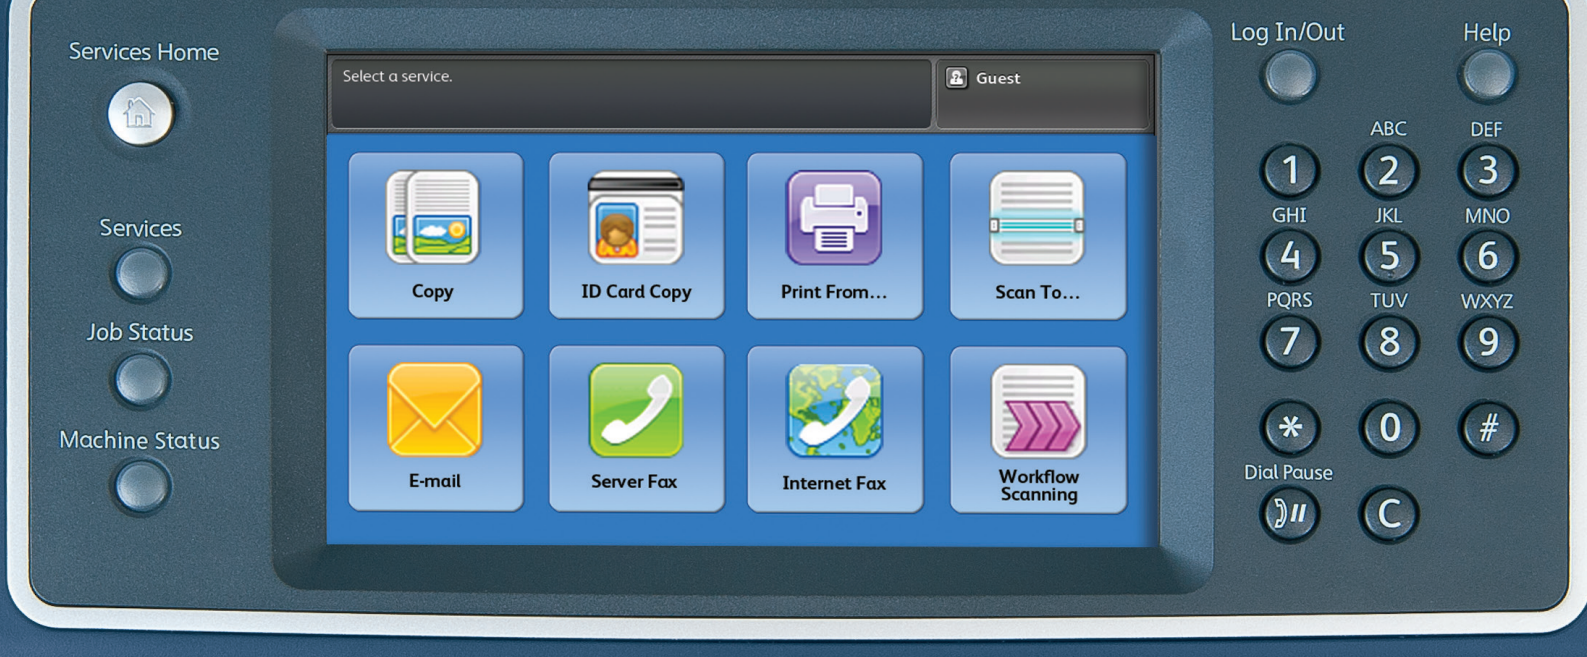 Services Home
Services
Job Status
Machine Status
Select a service.
Guest
Copy
ID Card Copy
Print From...
Scan To...
E-mail
Server Fax
Internet Fax
Workflow
Scanning
Log In/Out
Help
ABC
DEF
1
2
3
GHI
JKL
MNO
4
5
6
PQRS
TUV
WXYZ
7
8
9
*
0
#
Dial Pause
C